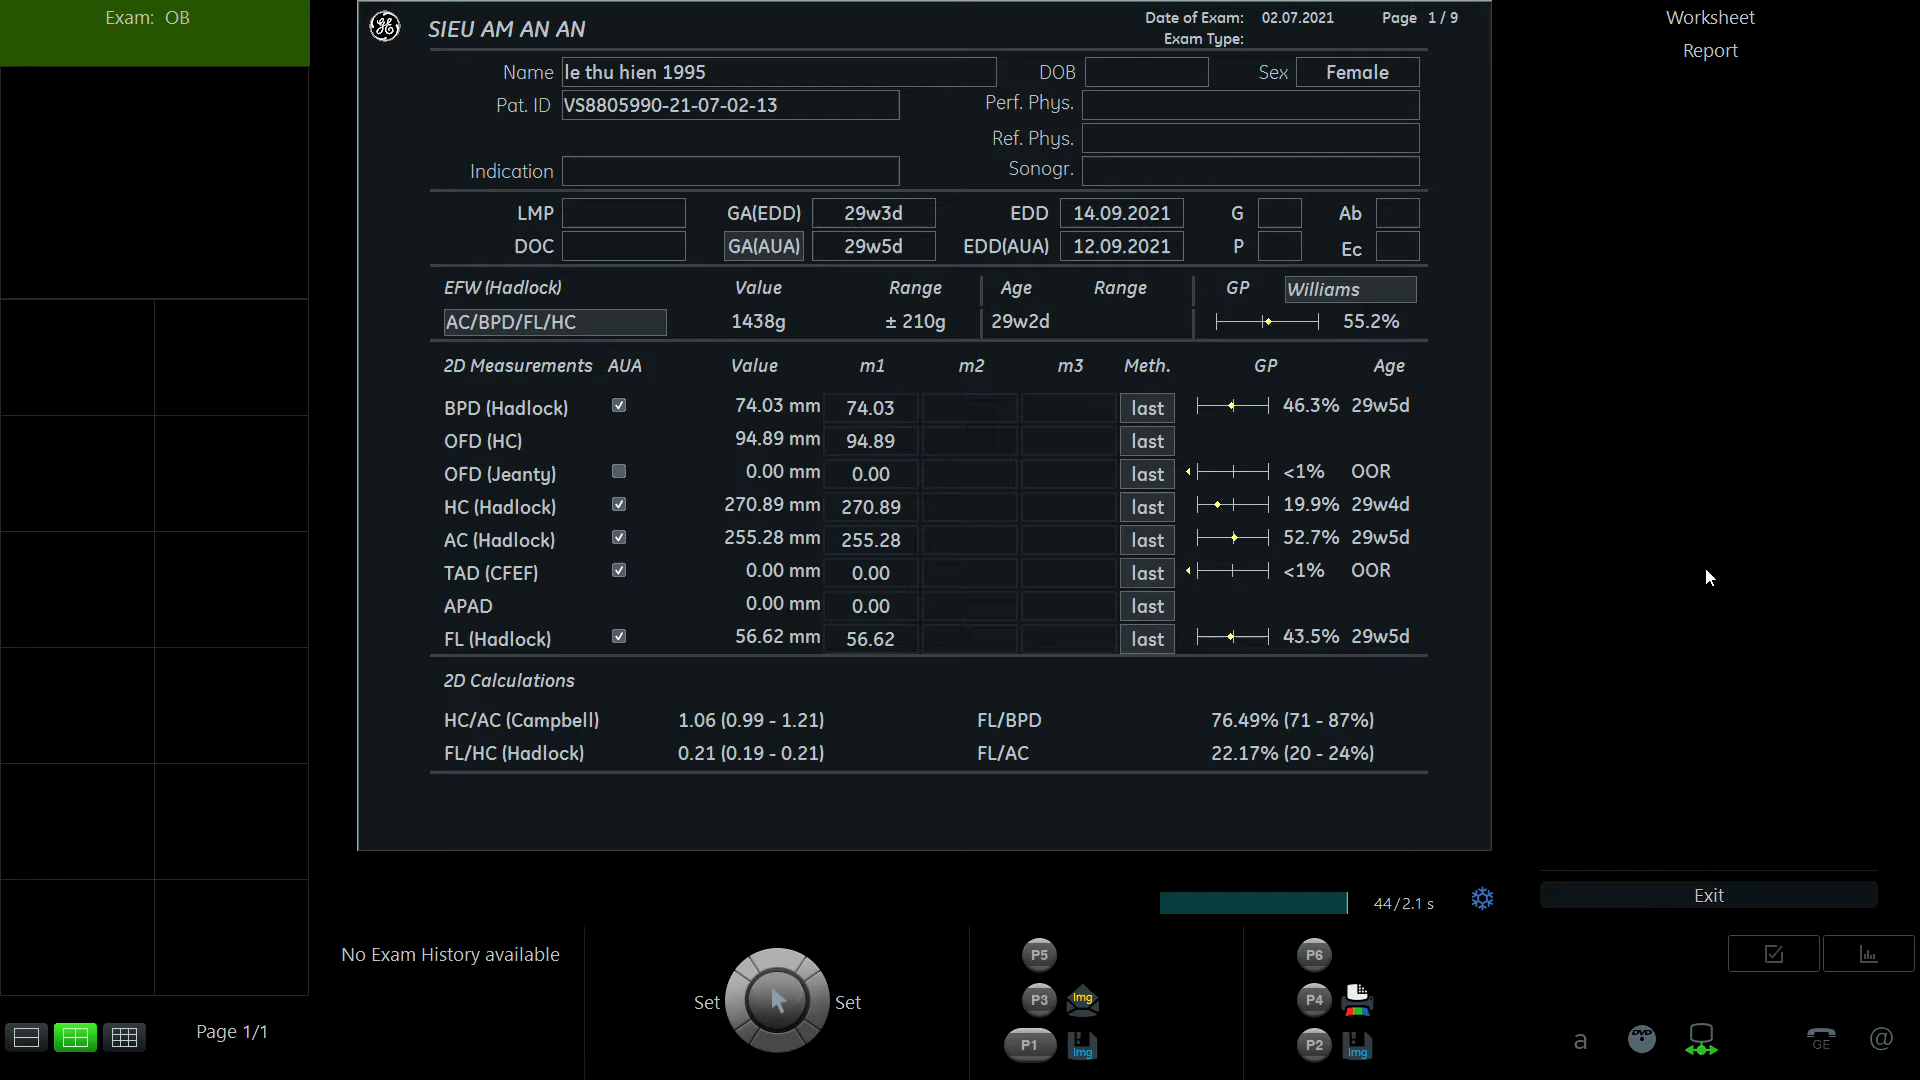 Exam: OB
SIEU AM AN AN
Date of Exam: 02.07.2021 Page 1 / 9
Exam Type:
Name le thu hien 1995 DOB Sex Female
Pat. ID VS8805990-21-07-02-13 Perf. Phys.
Ref. Phys.
Indication Sonogr.
LMP GA(EDD) 29w3d EDD 14.09.2021 G Ab
DOC GA(AUA) 29w5d EDD(AUA) 12.09.2021 P Ec
EFW (Hadlock) Value Range Age Range GP Williams
AC/BPD/FL/HC 1438g ± 210g 29w2d 55.2%
2D Measurements AUA Value m1 m2 m3 Meth. GP Age
BPD (Hadlock) 74.03 mm 74.03 last 46.3% 29w5d
OFD (HC) 94.89 mm 94.89 last
OFD (Jeanty) 0.00 mm 0.00 last <1% OOR
HC (Hadlock) 270.89 mm 270.89 last 19.9% 29w4d
AC (Hadlock) 255.28 mm 255.28 last 52.7% 29w5d
TAD (CFEF) 0.00 mm 0.00 last <1% OOR
APAD 0.00 mm 0.00 last
FL (Hadlock) 56.62 mm 56.62 last 43.5% 29w5d
2D Calculations
HC/AC (Campbell) 1.06 (0.99 - 1.21) FL/BPD 76.49% (71 - 87%)
FL/HC (Hadlock) 0.21 (0.19 - 0.21) FL/AC 22.17% (20 - 24%)
Worksheet
Report
44/2.1 s
Exit
No Exam History available
Set Set
P5 P6
P3 Img P4
P1 Img P2 Img
Page 1/1
a DVD GE @